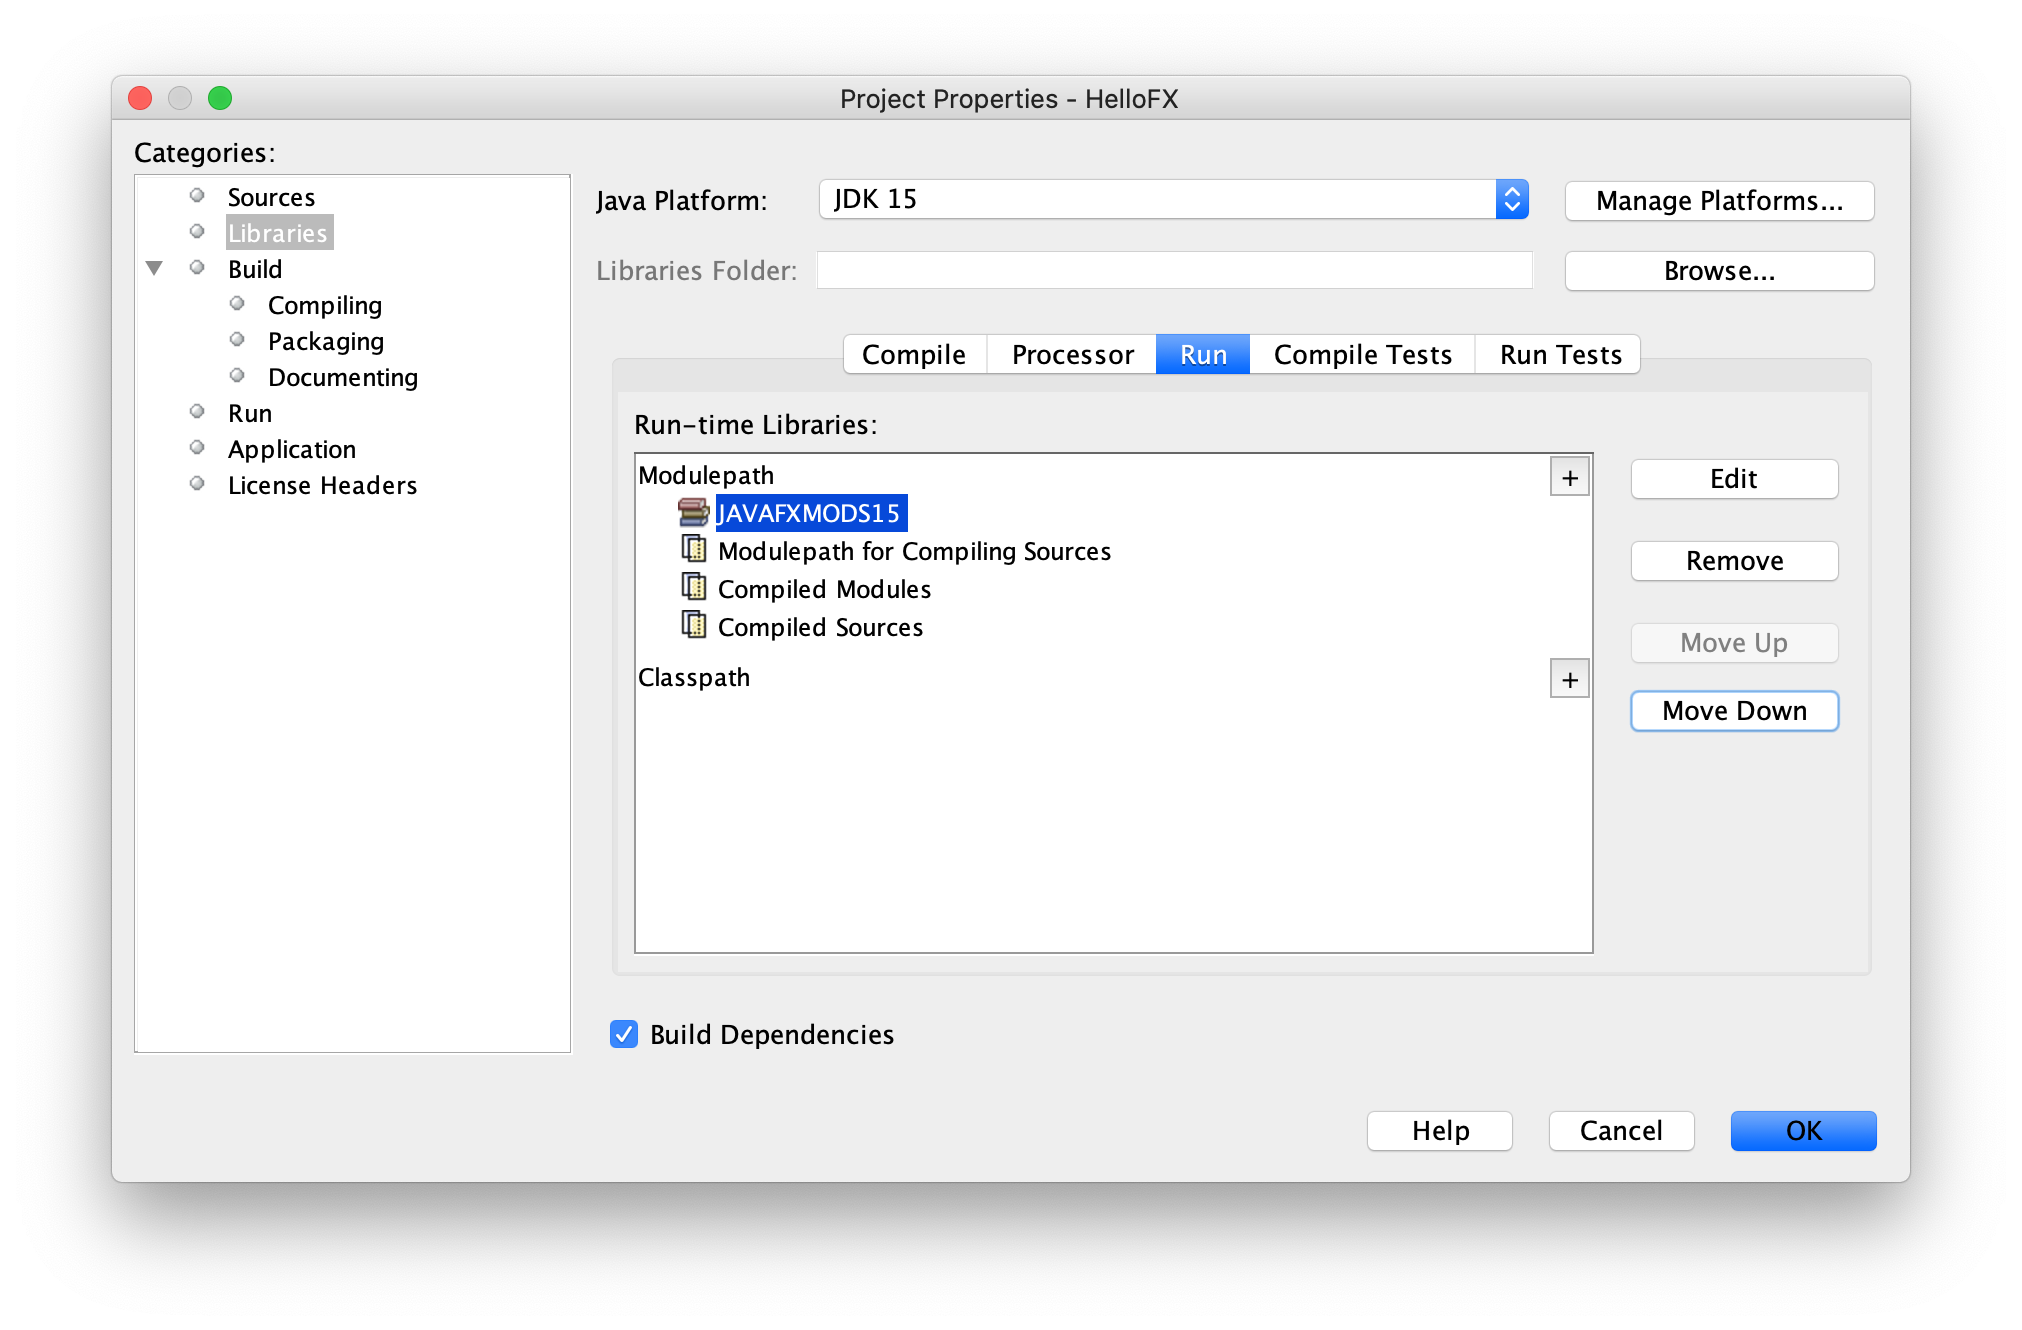 Project Properties - HelloFX
Categories:
Sources
Libraries
Build
Compiling
Packaging
Documenting
Run
Application
License Headers
Java Platform:
JDK 15
Manage Platforms...
Libraries Folder:
Browse...
Compile
Processor
Run
Compile Tests
Run Tests
Run-time Libraries:
Modulepath
+
JAVAFXMODS15
Modulepath for Compiling Sources
Compiled Modules
Compiled Sources
Classpath
+
Edit
Remove
Move Up
Move Down
Build Dependencies
Help
Cancel
OK